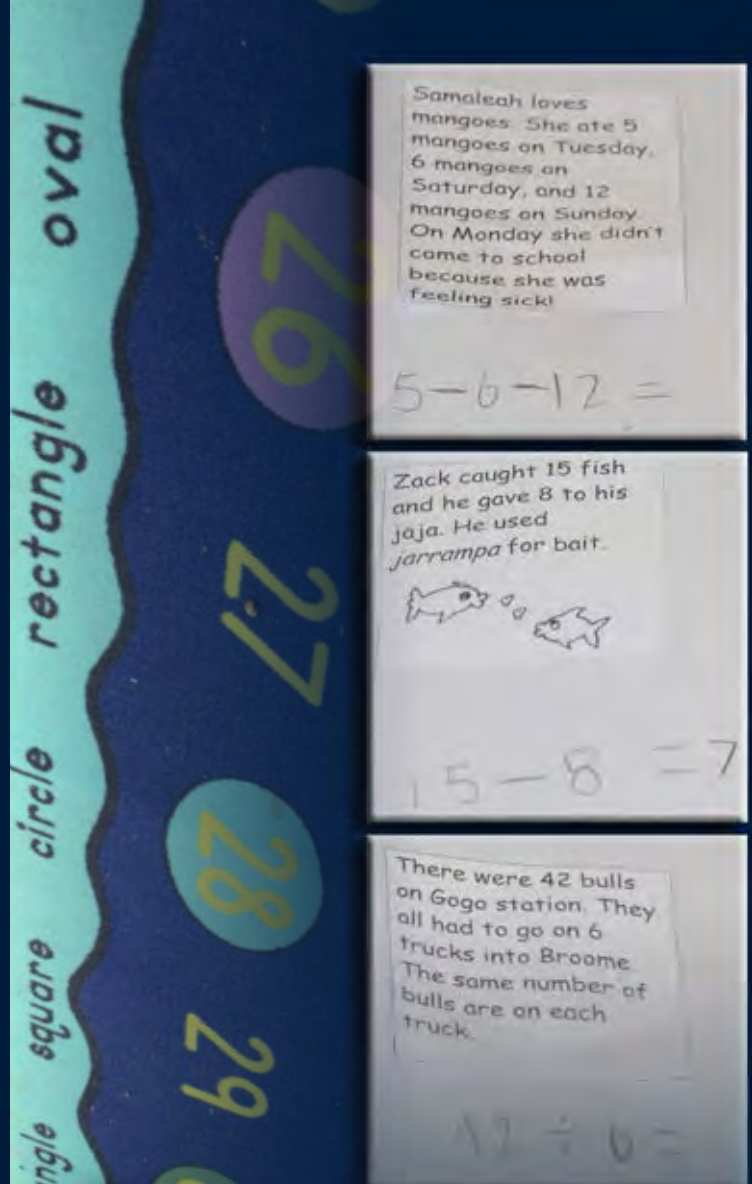 oval
rectangle
circle
square
ngle
26
27
28
29
Samaleah loves
mangoes. She ate 5
mangoes on Tuesday,
6 mangoes on
Saturday, and 12
mangoes on Sunday.
On Monday she didn't
come to school
because she was
feeling sick!
5-6-12 =
Zack caught 15 fish
and he gave 8 to his
jaja. He used
jarrampa for bait.
15-8 =7
There were 42 bulls
on Gogo station. They
all had to go on 6
trucks into Broome.
The same number of
bulls are on each
truck.
42 ÷ 6 =